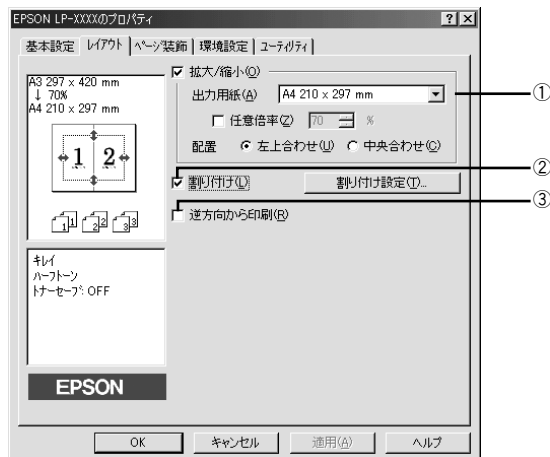 EPSON LP-XXXXのプロパティ
基本設定 レイアウト ページ装飾 環境設定 ユーティリティ
A3 297 x 420 mm
↓ 70%
A4 210 x 297 mm
1 2
1 1 2 2 3 3
キレイ
ハーフトーン
トナーセーブ: OFF
EPSON
拡大/縮小(O)
出力用紙(A) A4 210 x 297 mm
任意倍率(Z) 70 %
配置 左上合わせ(U) 中央合わせ(C)
割り付け(L) 割り付け設定(T)...
逆方向から印刷(R)
①
②
③
OK キャンセル 適用(A) ヘルプ